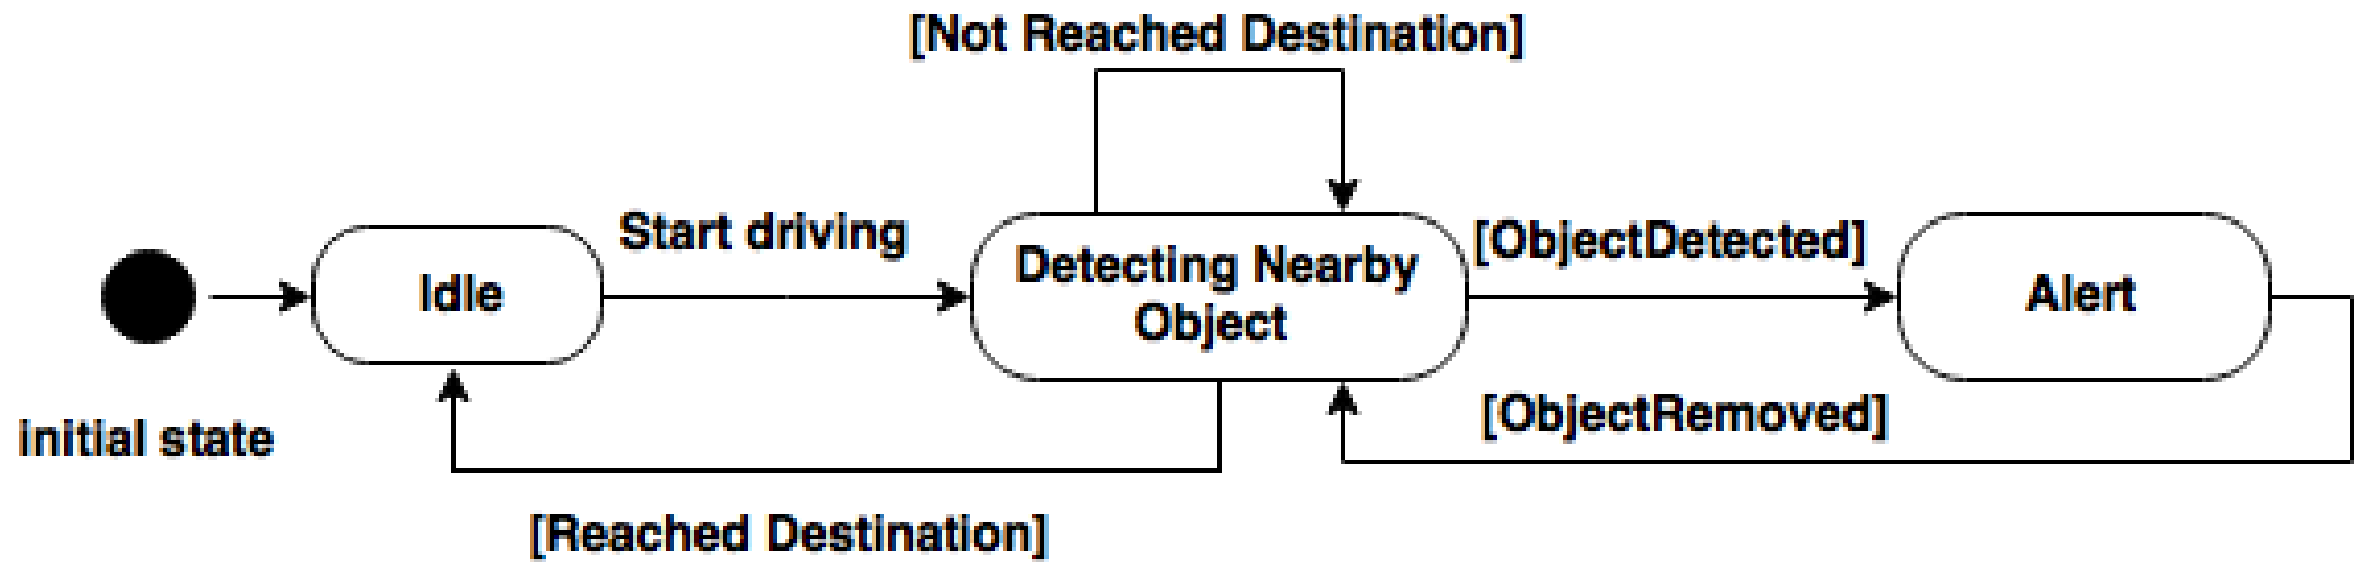 [Not Reached Destination]
Start driving
[ObjectDetected]
Idle
Detecting Nearby
Object
Alert
[ObjectRemoved]
initial state
[Reached Destination]